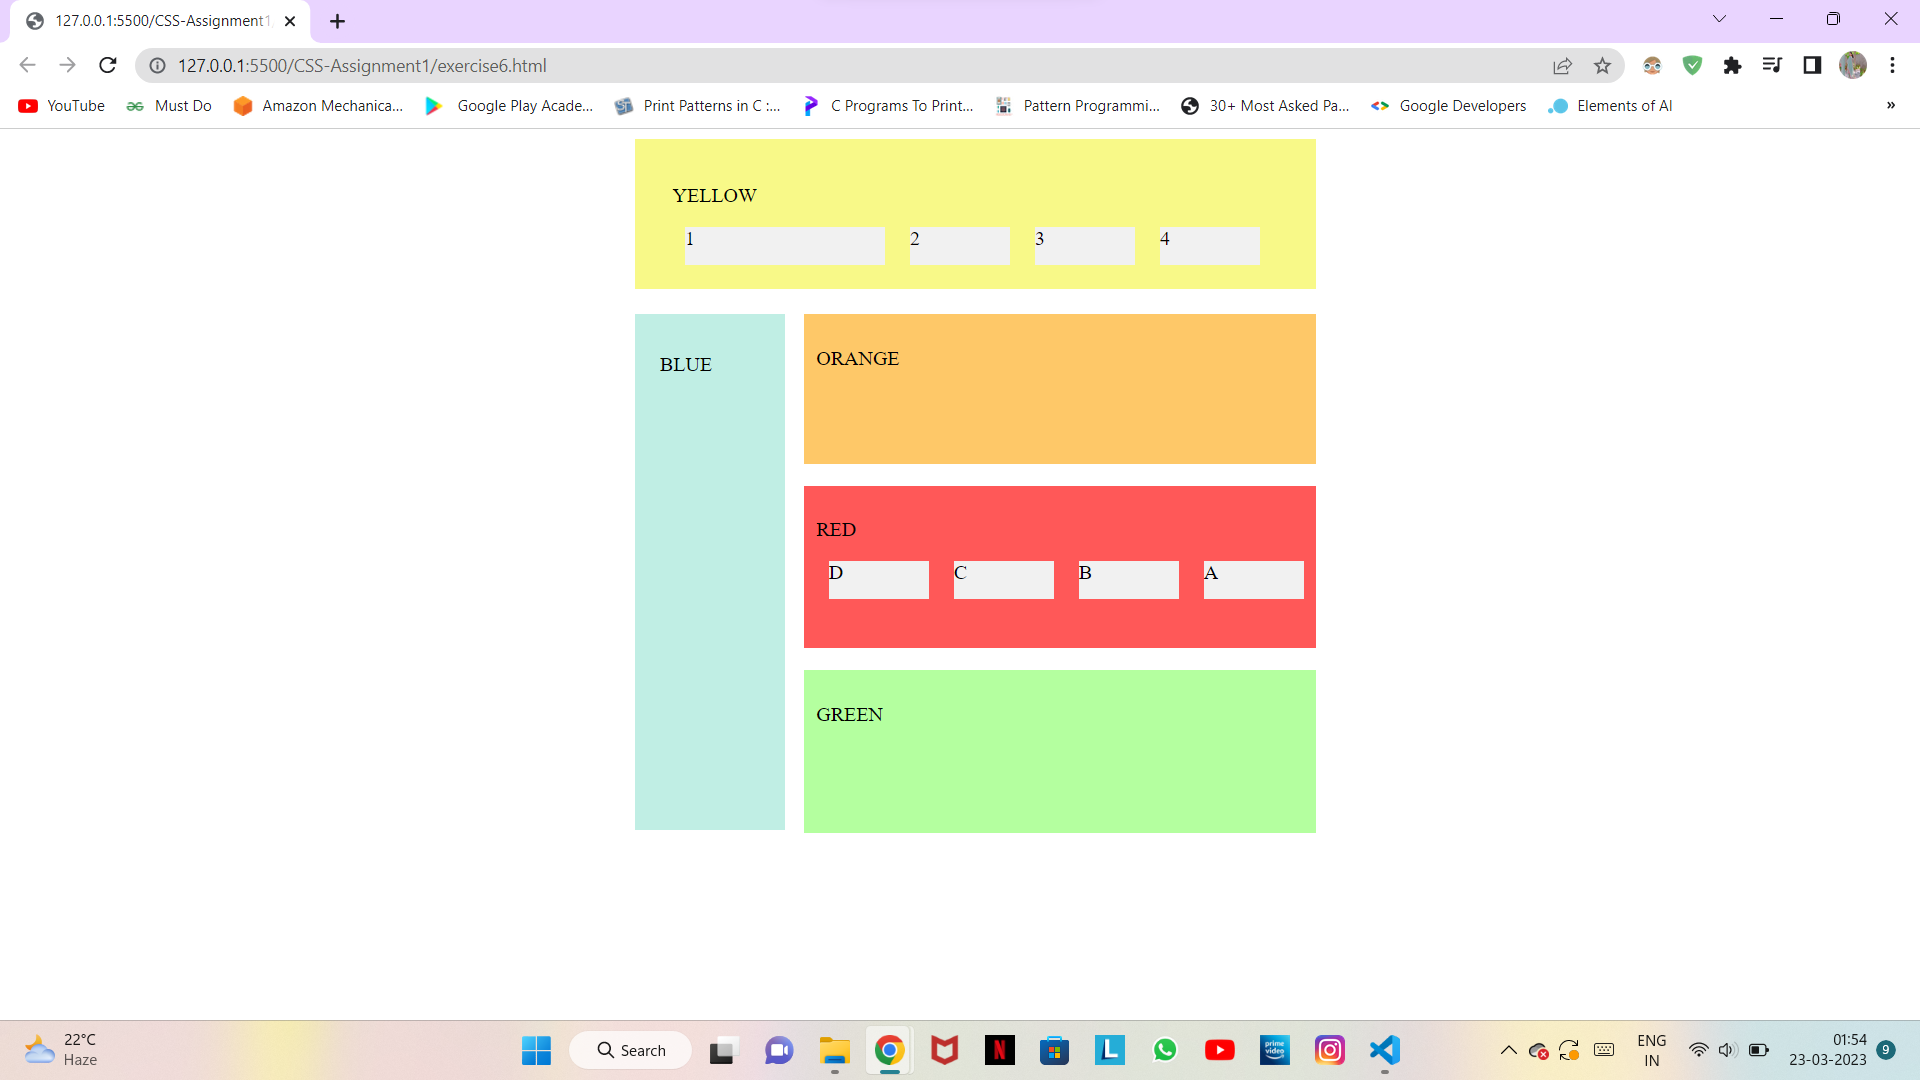 127.0.0.1:5500/CSS-Assignment1
127.0.0.1:5500/CSS-Assignment1/exercise6.html
YouTube Must Do Amazon Mechanica... Google Play Acade... Print Patterns in C :... C Programs To Print... Pattern Programmi... 30+ Most Asked Pa... Google Developers Elements of AI »
YELLOW
1 2 3 4
BLUE
ORANGE
RED
D C B A
GREEN
22°C
Haze
Search
prime video
ENG
IN
01:54
23-03-2023
9